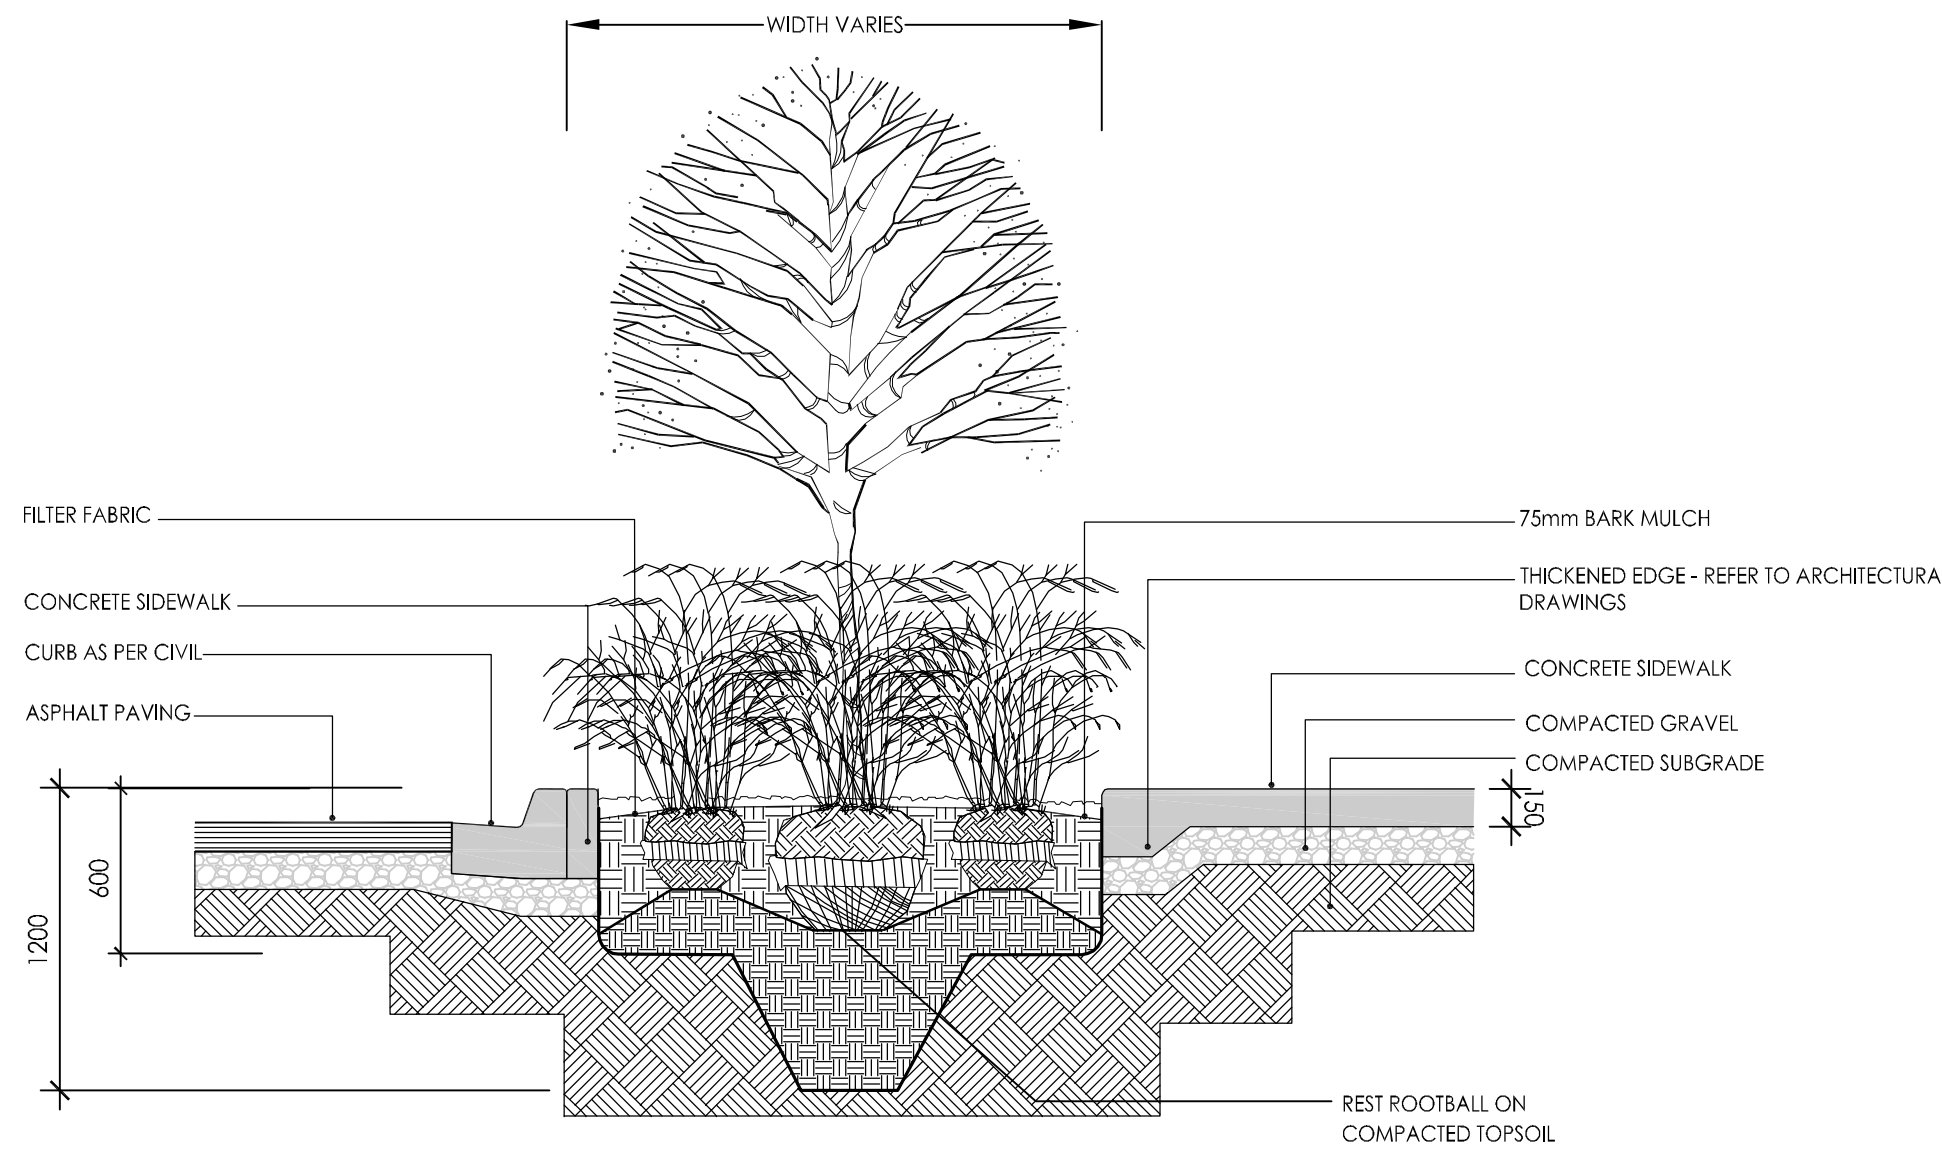 WIDTH VARIES
FILTER FABRIC
CONCRETE SIDEWALK
CURB AS PER CIVIL
ASPHALT PAVING
1200
600
75mm BARK MULCH
THICKENED EDGE - REFER TO ARCHITECTURA
DRAWINGS
CONCRETE SIDEWALK
COMPACTED GRAVEL
COMPACTED SUBGRADE
150
REST ROOTBALL ON
COMPACTED TOPSOIL